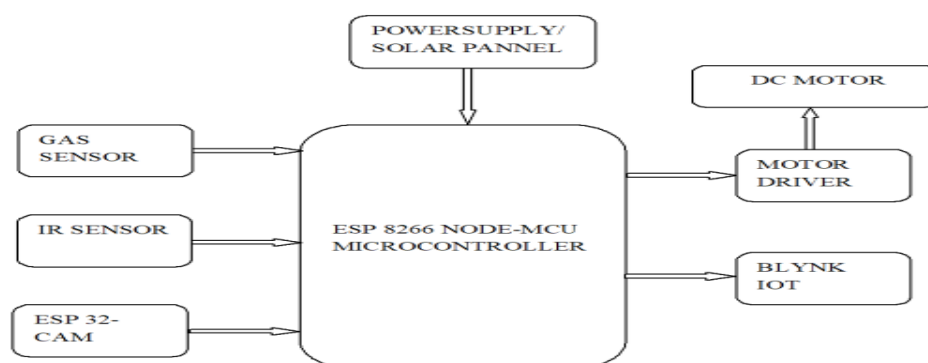 POWERSUPPLY/
SOLAR PANNEL
DC MOTOR
GAS
SENSOR
MOTOR
DRIVER
IR SENSOR
ESP 8266 NODE-MCU
MICROCONTROLLER
BLYNK
IOT
ESP 32-
CAM